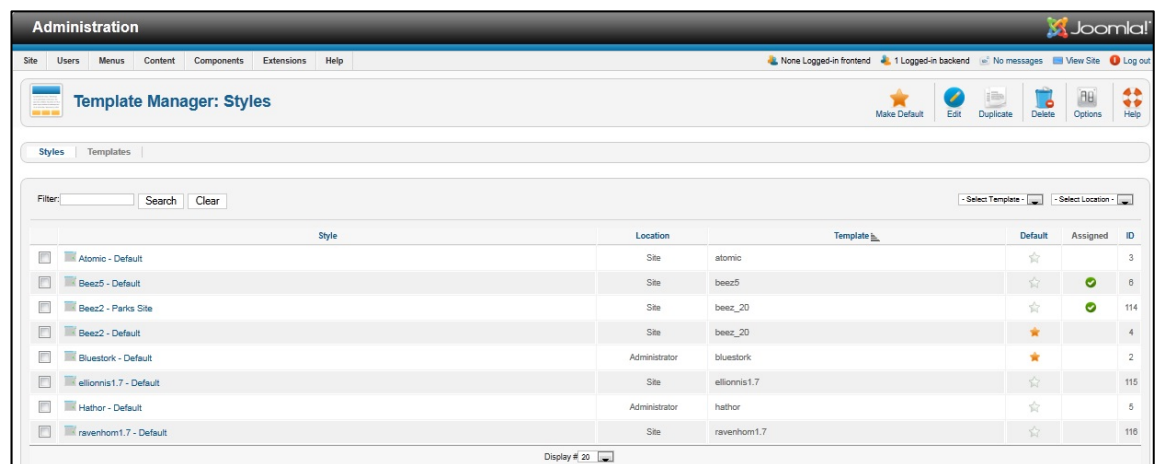 Administration
Joomla!
Site Users Menus Content Components Extensions Help
None Logged-in frontend 1 Logged-in backend No messages View Site Log out
Template Manager: Styles
Make Default Edit Duplicate Delete Options Help
Styles Templates
Filter: Search Clear - Select Template - - Select Location -
Style Location Template Default Assigned ID
Atomic - Default Site atomic 3
Beez5 - Default Site beez5 6
Beez2 - Parks Site Site beez_20 114
Beez2 - Default Site beez_20 4
Bluestork - Default Administrator bluestork 2
ellionnis1.7 - Default Site ellionnis1.7 115
Hathor - Default Administrator hathor 5
ravenhom1.7 - Default Site ravenhom1.7 116
Display # 20